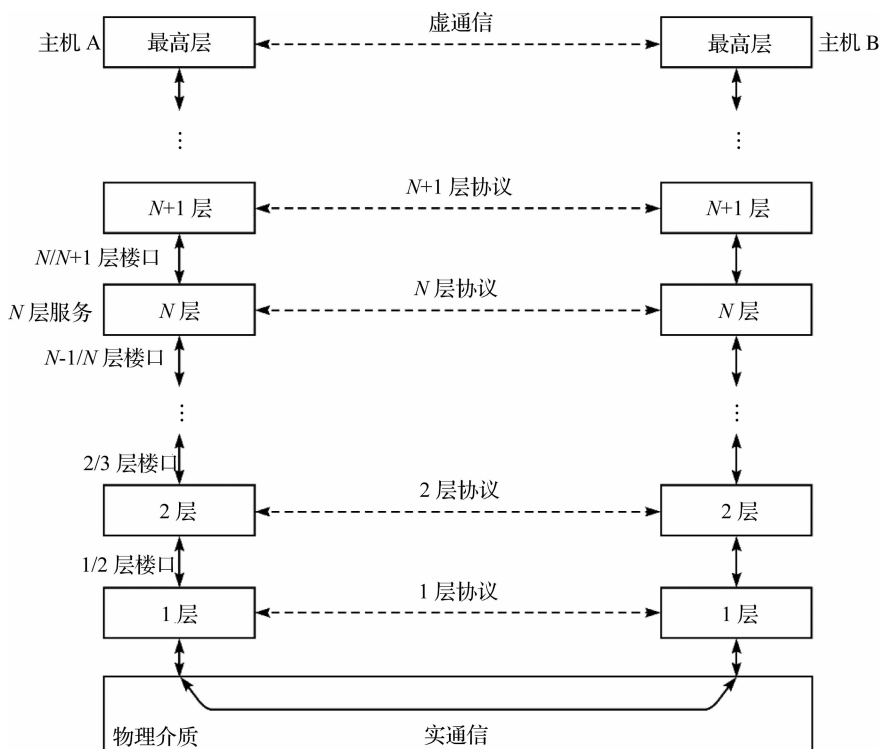 虚通信
主机 A
最高层
最高层
主机 B
⋮
⋮
N+1 层协议
N+1 层
N+1 层
N/N+1 层楼口
N 层协议
N 层服务
N 层
N 层
N-1/N 层楼口
⋮
⋮
2/3 层楼口
2 层协议
2 层
2 层
1/2 层楼口
1 层协议
1 层
1 层
物理介质
实通信